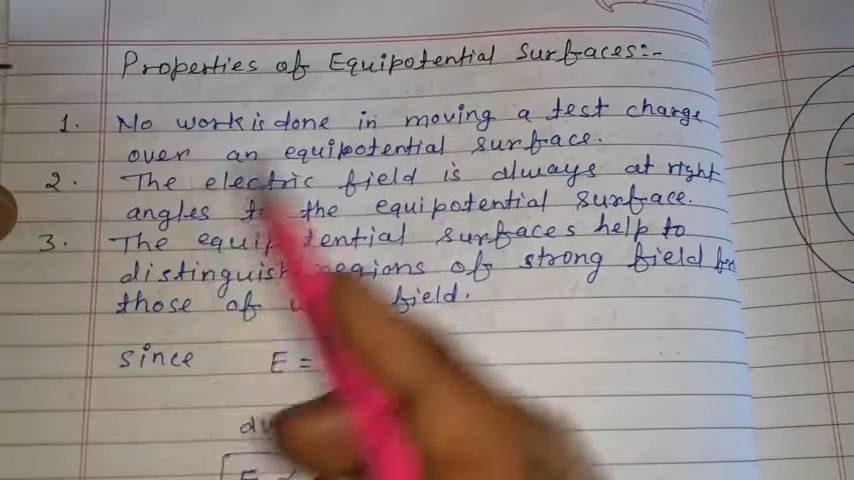 Properties of Equipotential Surfaces:-
1. No work is done in moving a test charge
over an equipotential surface.
2. The electric field is always at right
angles the equipotential surface.
3. The surfaces help to
distinguish regions of strong field
those of field.
since E =